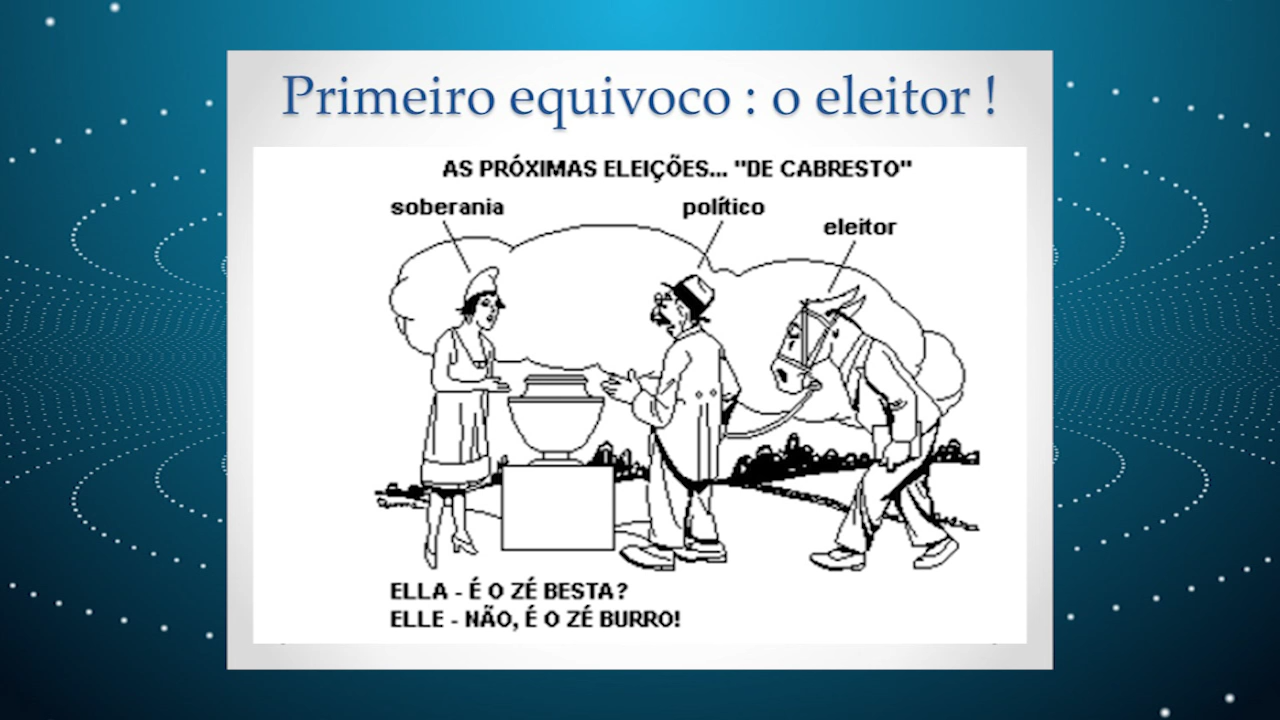 Primeiro equivoco : o eleitor !
AS PRÓXIMAS ELEIÇÕES... "DE CABRESTO"
soberania
político
eleitor
ELLA - É O ZÉ BESTA?
ELLE - NÃO, É O ZÉ BURRO!